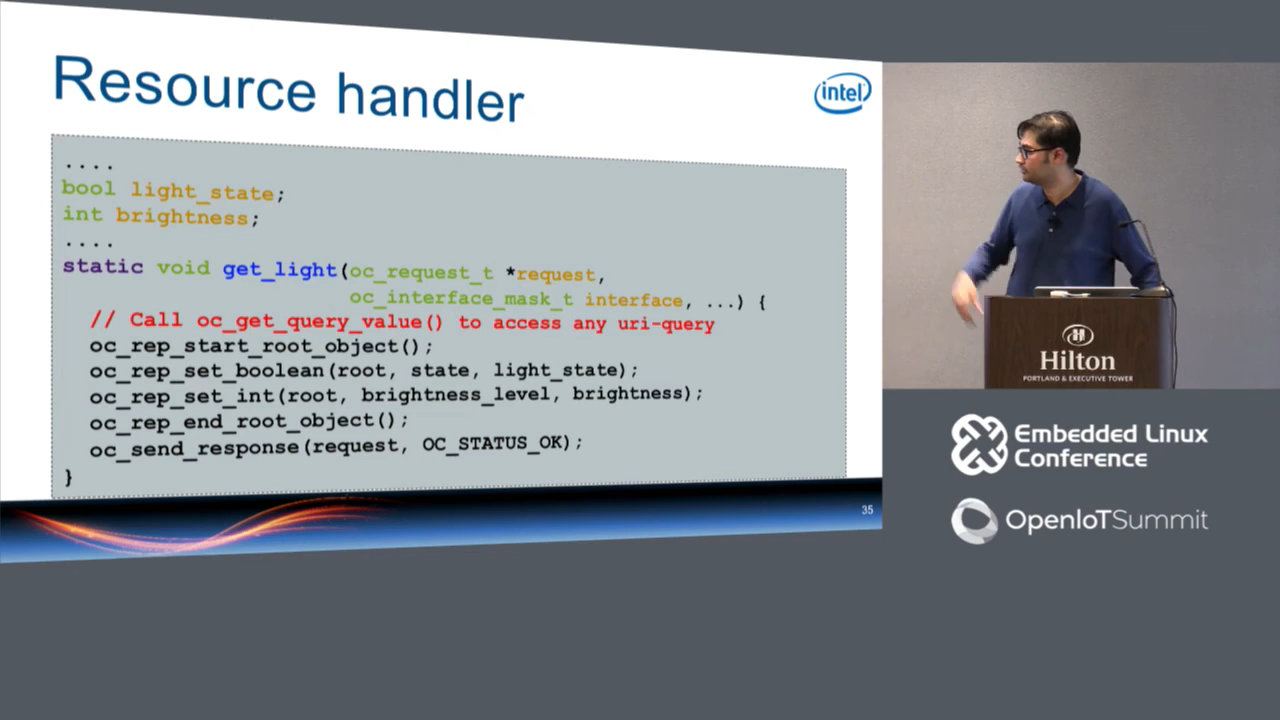 Resource handler
intel
....
bool light_state;
int brightness;
....
static void get_light(oc_request_t *request,
oc_interface_mask_t interface, ...) {
// Call oc_get_query_value() to access any uri-query
oc_rep_start_root_object();
oc_rep_set_boolean(root, state, light_state);
oc_rep_set_int(root, brightness_level, brightness);
oc_rep_end_root_object();
oc_send_response(request, OC_STATUS_OK);
}
35
H
Hilton
PORTLAND & EXECUTIVE TOWER
Embedded Linux
Conference
OpenIoTSummit